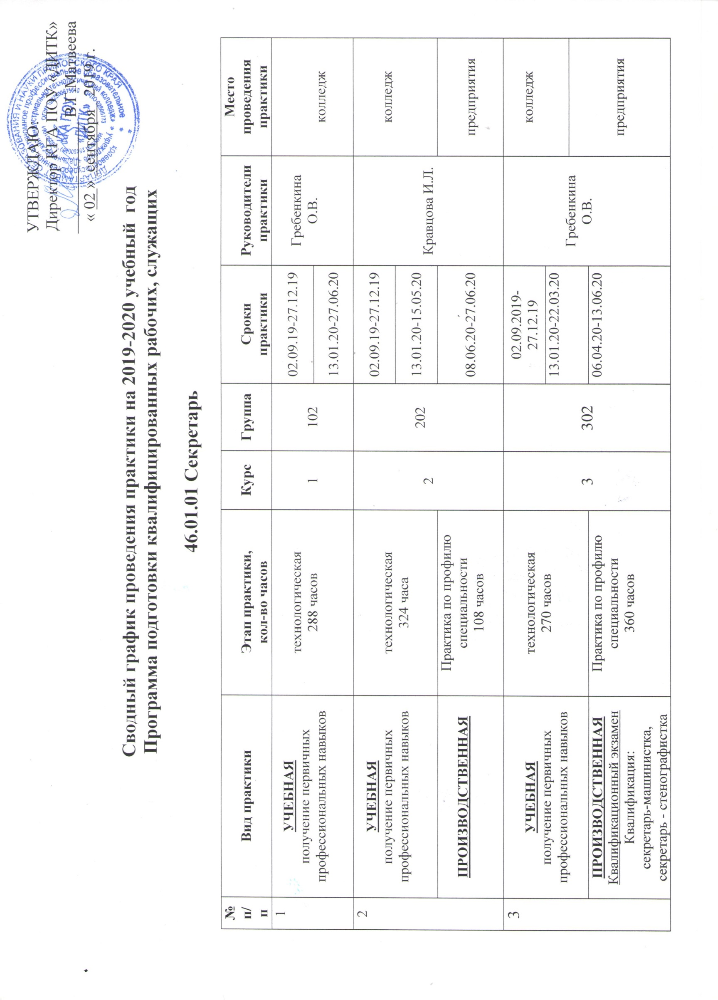 УТВЕРЖДАЮ:
Директор КГА ПОУ «ДИТК»
В.Г. Матвеева
« 02 » сентября 2019 г.
Сводный график проведения практики на 2019-2020 учебный год
Программа подготовки квалифицированных рабочих, служащих
46.01.01 Секретарь
№
п/
п
Вид практики
Этап практики,
кол-во часов
Курс
Группа
Сроки
практики
Руководители
практики
Место
проведения
практики
1
УЧЕБНАЯ
получение первичных
профессиональных навыков
технологическая
288 часов
1
102
02.09.19-27.12.19
13.01.20-27.06.20
Гребенкина
О.В.
колледж
2
УЧЕБНАЯ
получение первичных
профессиональных навыков
технологическая
324 часа
2
202
02.09.19-27.12.19
13.01.20-15.05.20
Кравцова И.Л.
колледж
ПРОИЗВОДСТВЕННАЯ
Практика по профилю
специальности
108 часов
08.06.20-27.06.20
предприятия
3
УЧЕБНАЯ
получение первичных
профессиональных навыков
технологическая
270 часов
3
302
02.09.2019-
27.12.19
13.01.20-22.03.20
Гребенкина
О.В.
колледж
ПРОИЗВОДСТВЕННАЯ
Квалификационный экзамен
Квалификация:
секретарь-машинистка,
секретарь - стенографистка
Практика по профилю
специальности
360 часов
06.04.20-13.06.20
предприятия